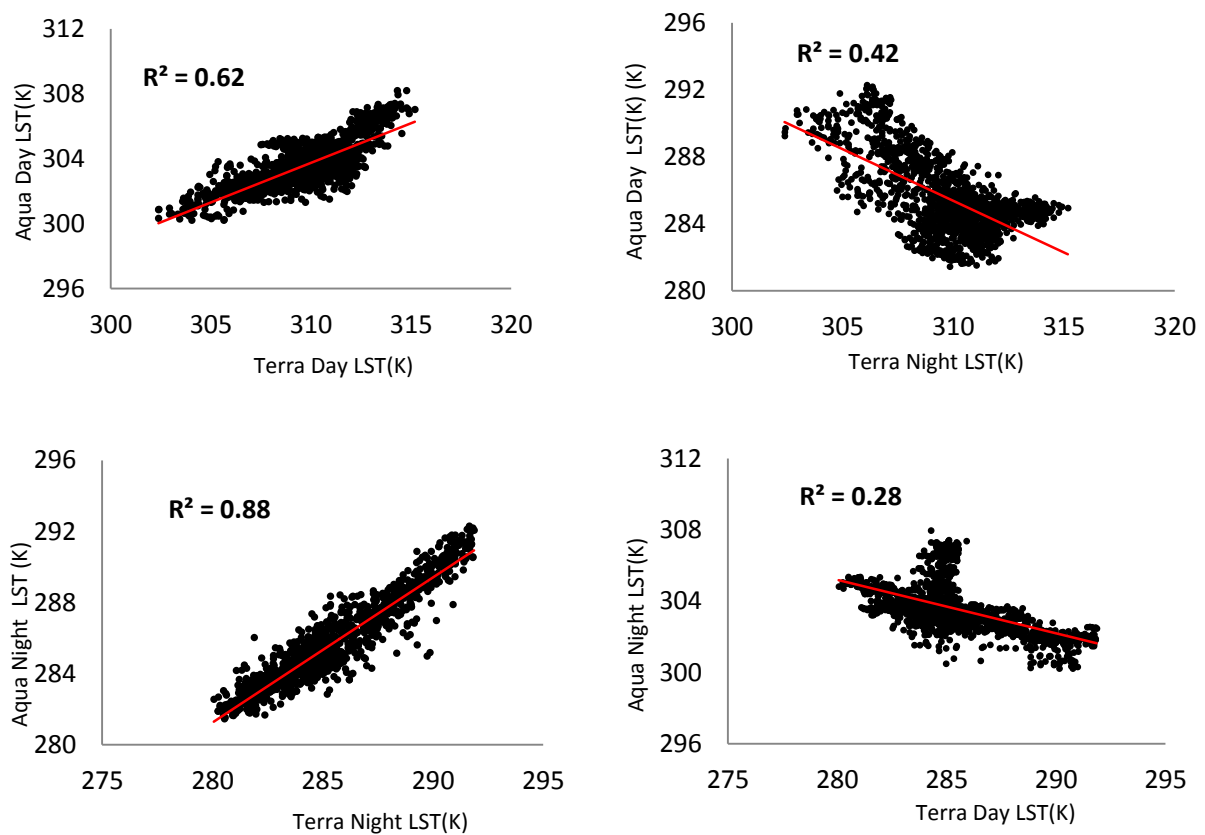 312
308
304
300
296
R² = 0.62
Aqua Day LST(K)
300 305 310 315 320
Terra Day LST(K)
296
292
288
284
280
R² = 0.42
Aqua Day LST(K) (K)
300 305 310 315 320
Terra Night LST(K)
296
292
288
284
280
R² = 0.88
Aqua Night LST (K)
275 280 285 290 295
Terra Night LST(K)
312
308
304
300
296
R² = 0.28
Aqua Night LST(K)
275 280 285 290 295
Terra Day LST(K)